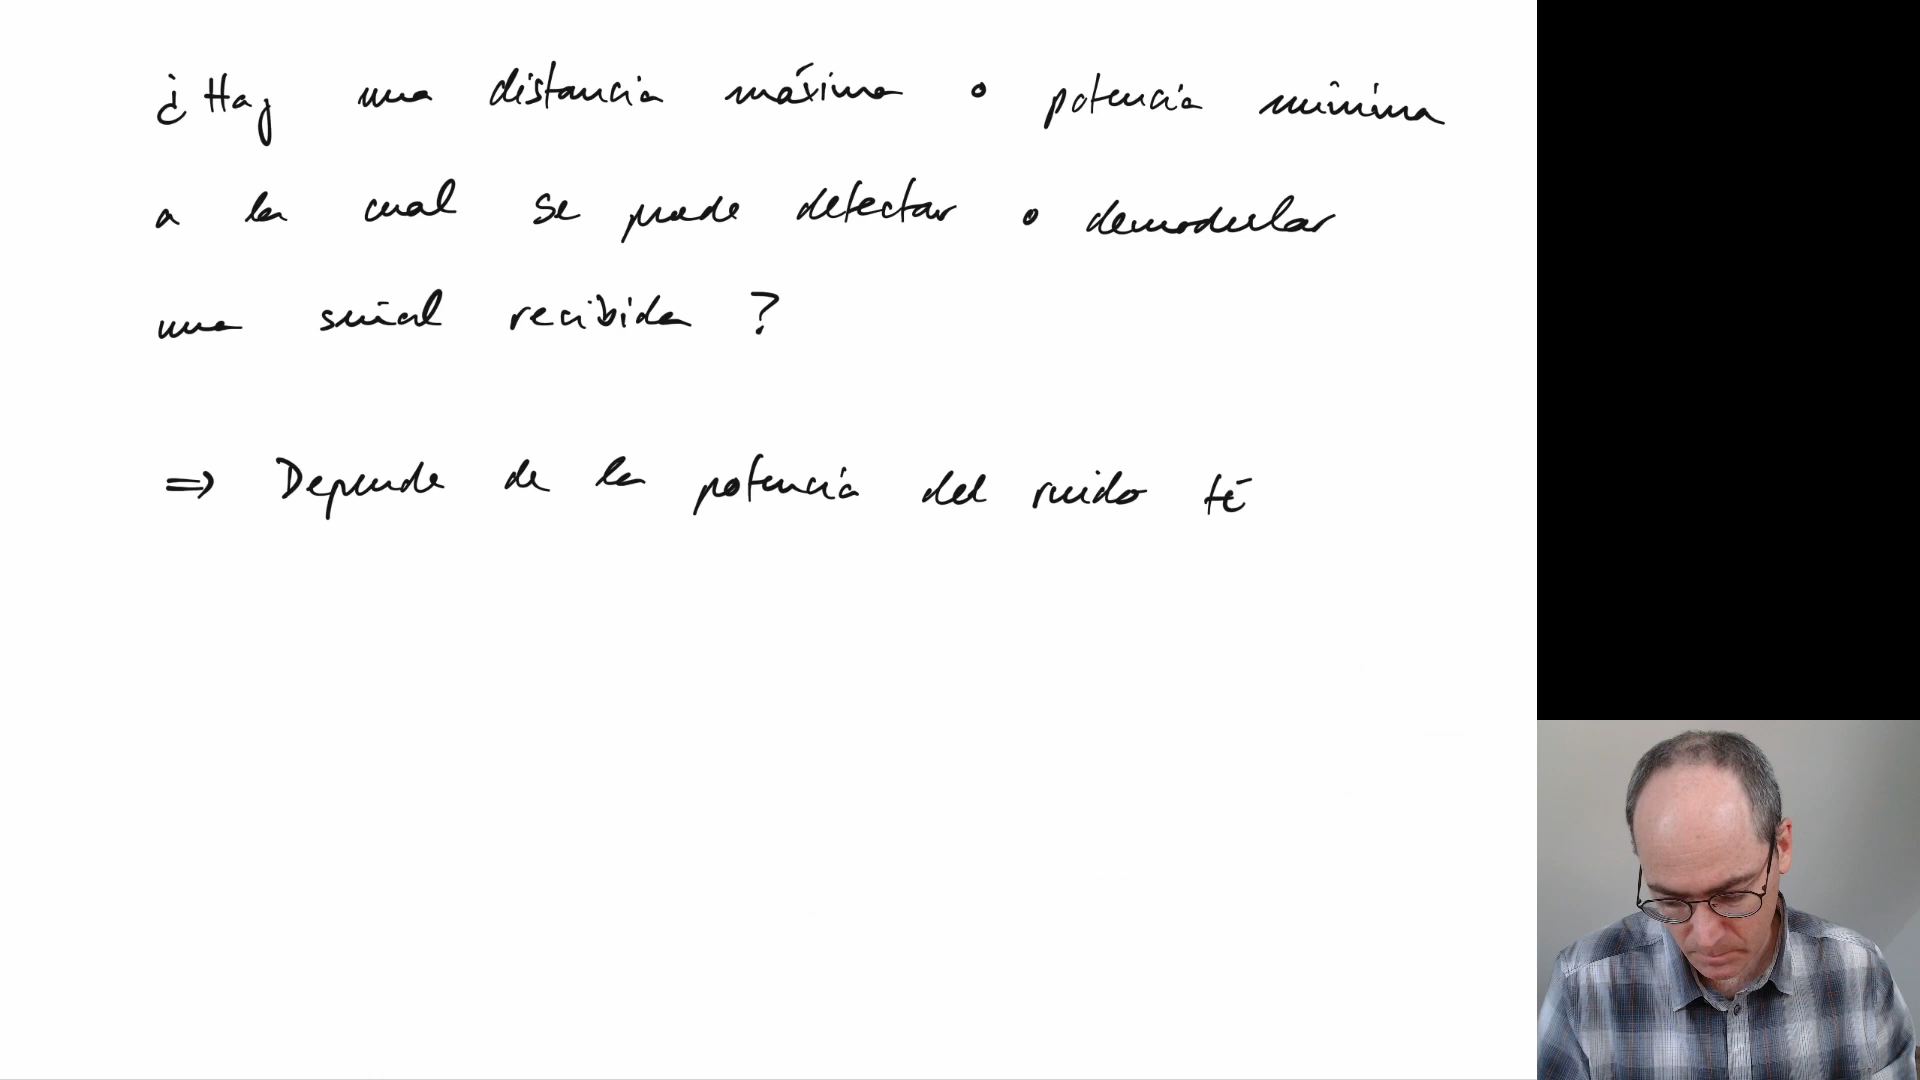 ¿Hay una distancia máxima o potencia mínima
a la cual se puede detectar o demodular
una señal recibida?
⇒ Depende de la potencia del ruido té